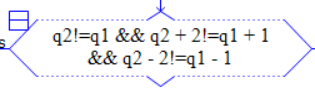 s
q2!=q1 && q2 + 2!=q1 + 1
&& q2 - 2!=q1 - 1